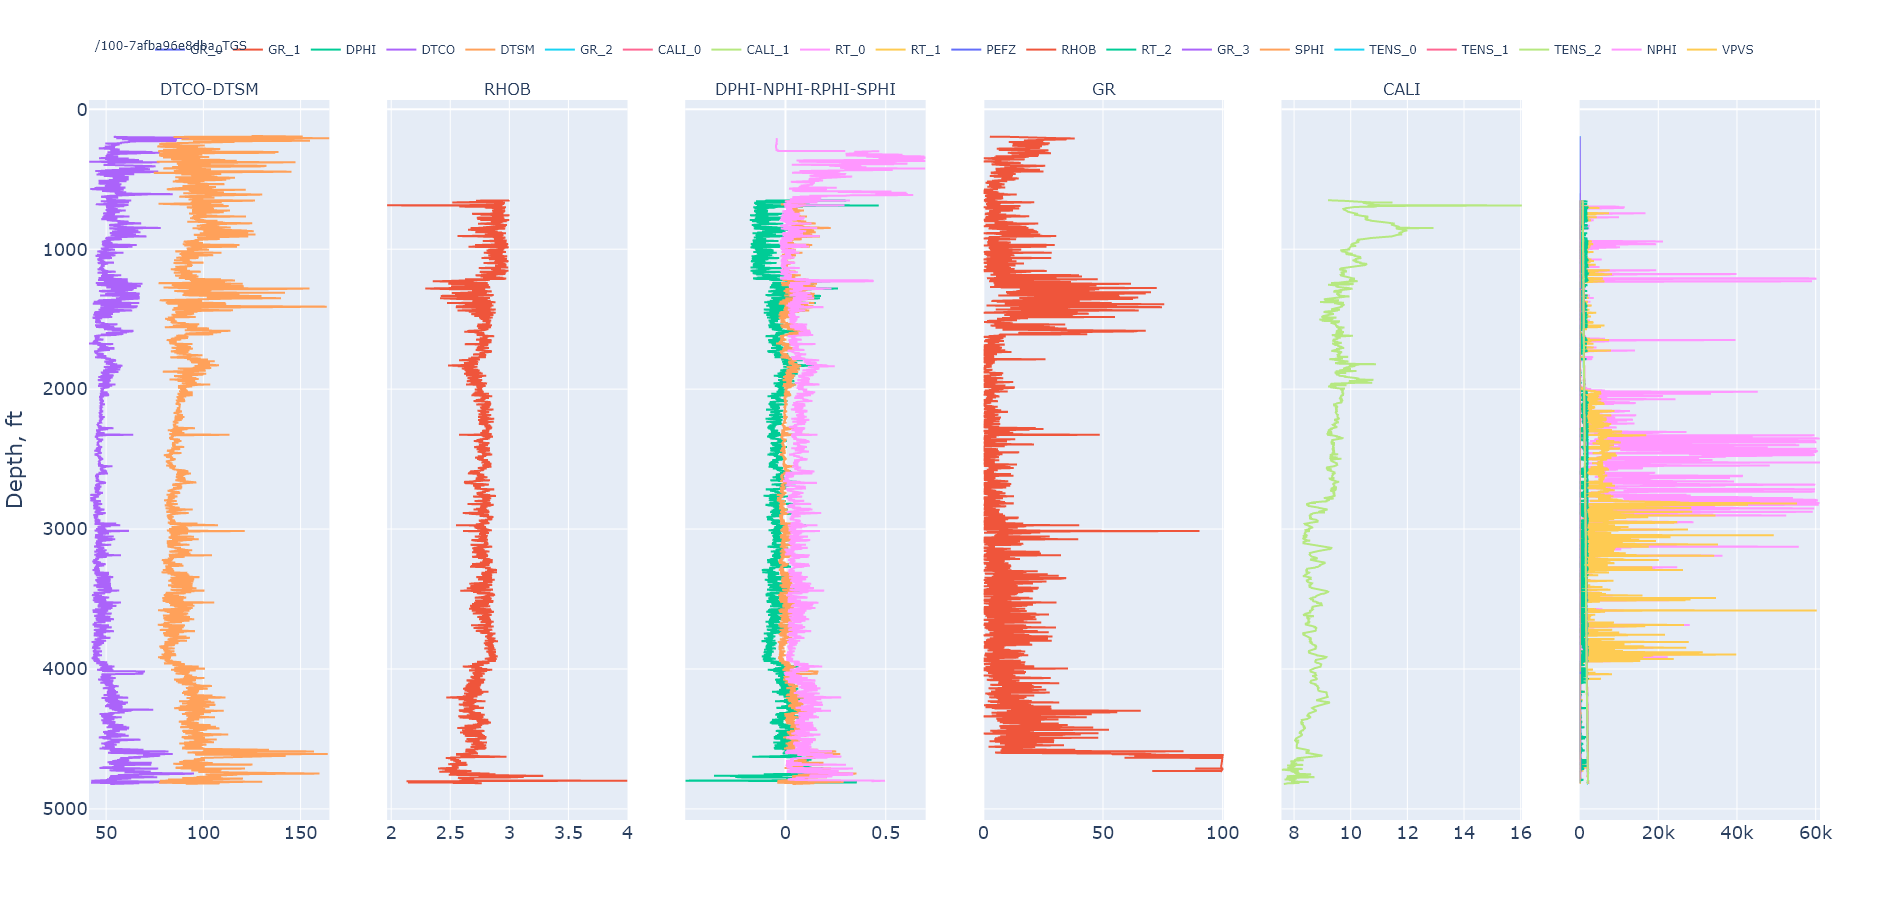 /100-7afba96e8dba_TGS
GR_0 GR_1 DPHI DTCO DTSM GR_2 CALI_0 CALI_1 RT_0 RT_1 PEFZ RHOB RT_2 GR_3 SPHI TENS_0 TENS_1 TENS_2 NPHI VPVS
DTCO-DTSM RHOB DPHI-NPHI-RPHI-SPHI GR CALI
0
1000
2000
3000
4000
5000
Depth, ft
50 100 150 2 2.5 3 3.5 4 0 0.5 0 50 100 8 10 12 14 16 0 20k 40k 60k